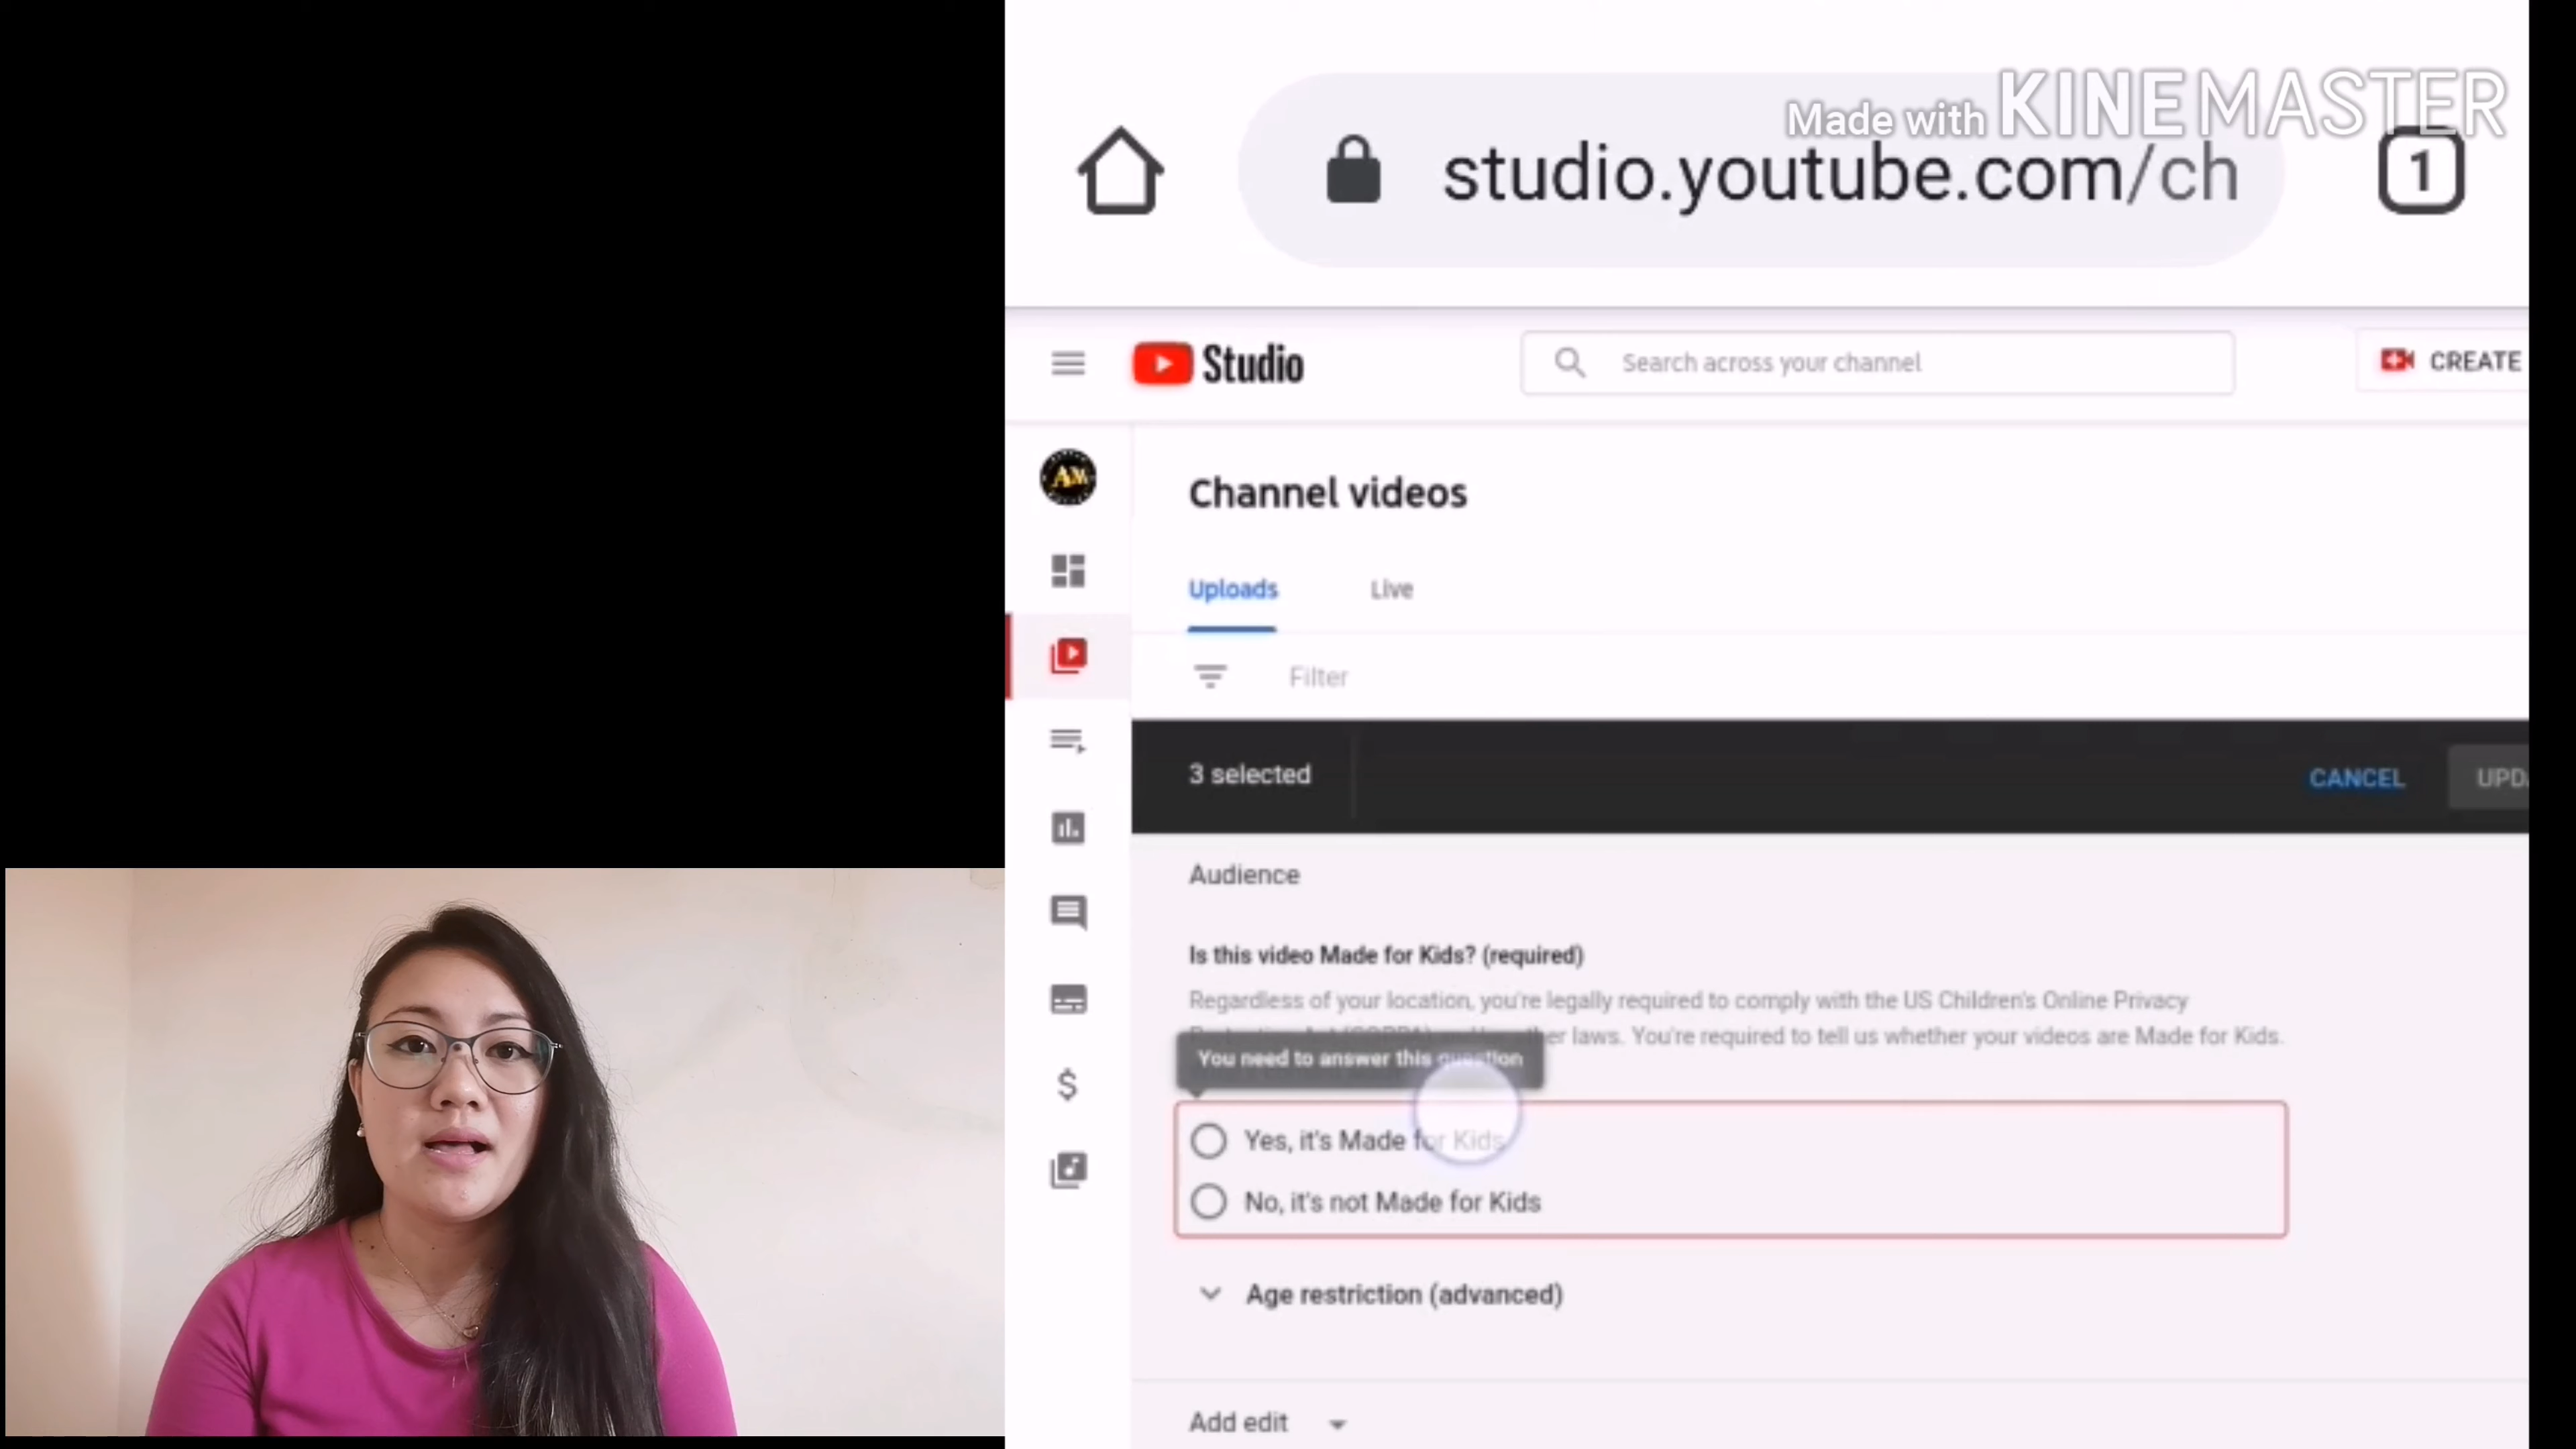 Made with KINEMASTER
studio.youtube.com/ch
1
Studio
Search across your channel
CREATE
AM
Channel videos
Uploads
Live
Filter
3 selected
CANCEL
UPD
Audience
Is this video Made for Kids? (required)
Regardless of your location, you're legally required to comply with the US Children's Online Privacy
other laws. You're required to tell us whether your videos are Made for Kids.
You need to answer this question
Yes, it's Made for Kids
No, it's not Made for Kids
Age restriction (advanced)
Add edit